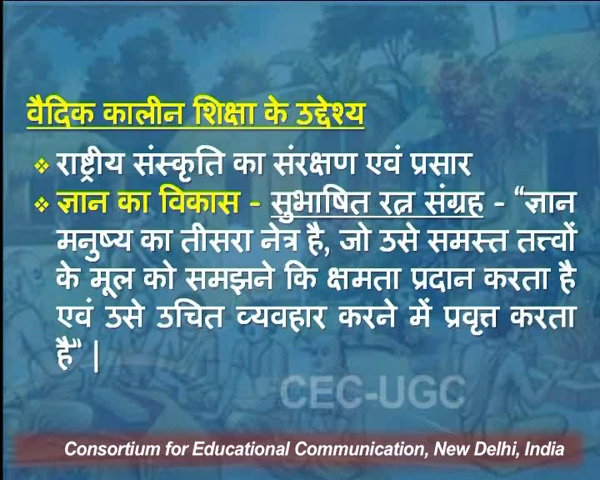 वैदिक कालीन शिक्षा के उद्देश्य
राष्ट्रीय संस्कृति का संरक्षण एवं प्रसार
ज्ञान का विकास - सुभाषित रत्न संग्रह - “ज्ञान
मनुष्य का तीसरा नेत्र है, जो उसे समस्त तत्त्वों
के मूल को समझने कि क्षमता प्रदान करता है
एवं उसे उचित व्यवहार करने में प्रवृत्त करता
है” |
CEC-UGC
Consortium for Educational Communication, New Delhi, India